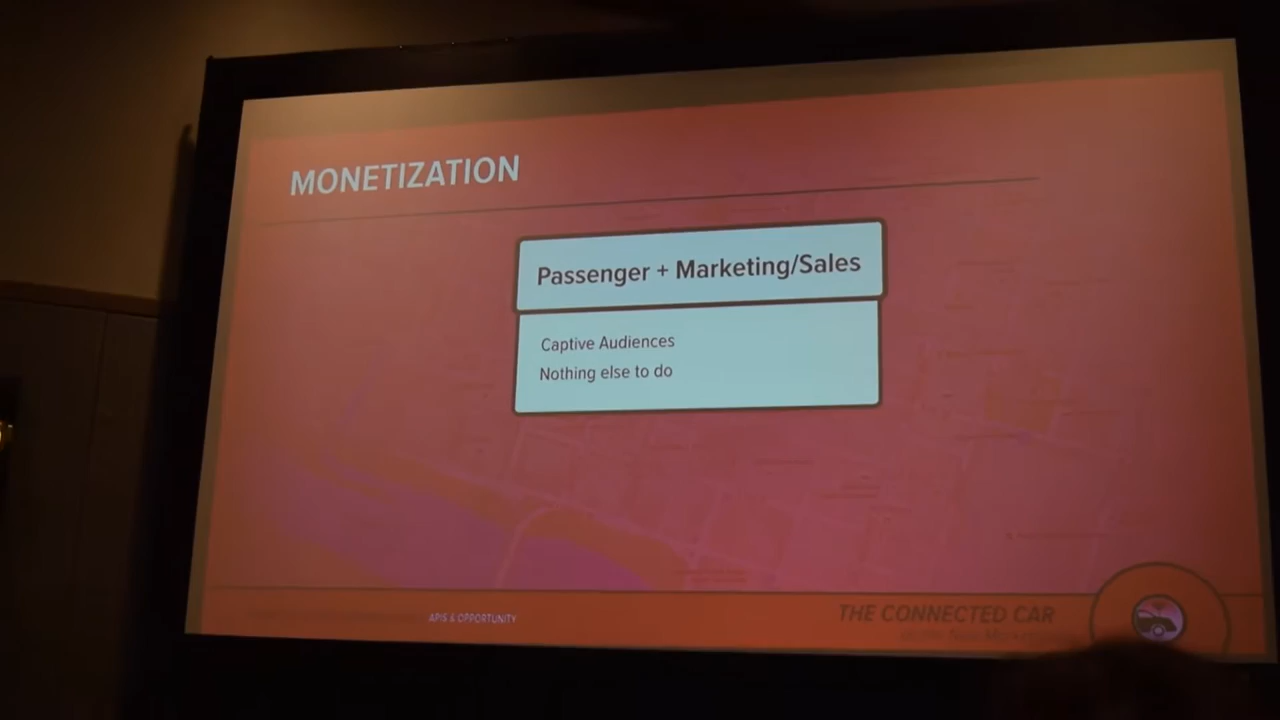 MONETIZATION
Passenger + Marketing/Sales
Captive Audiences
Nothing else to do
APIS & OPPORTUNITY
THE CONNECTED CAR